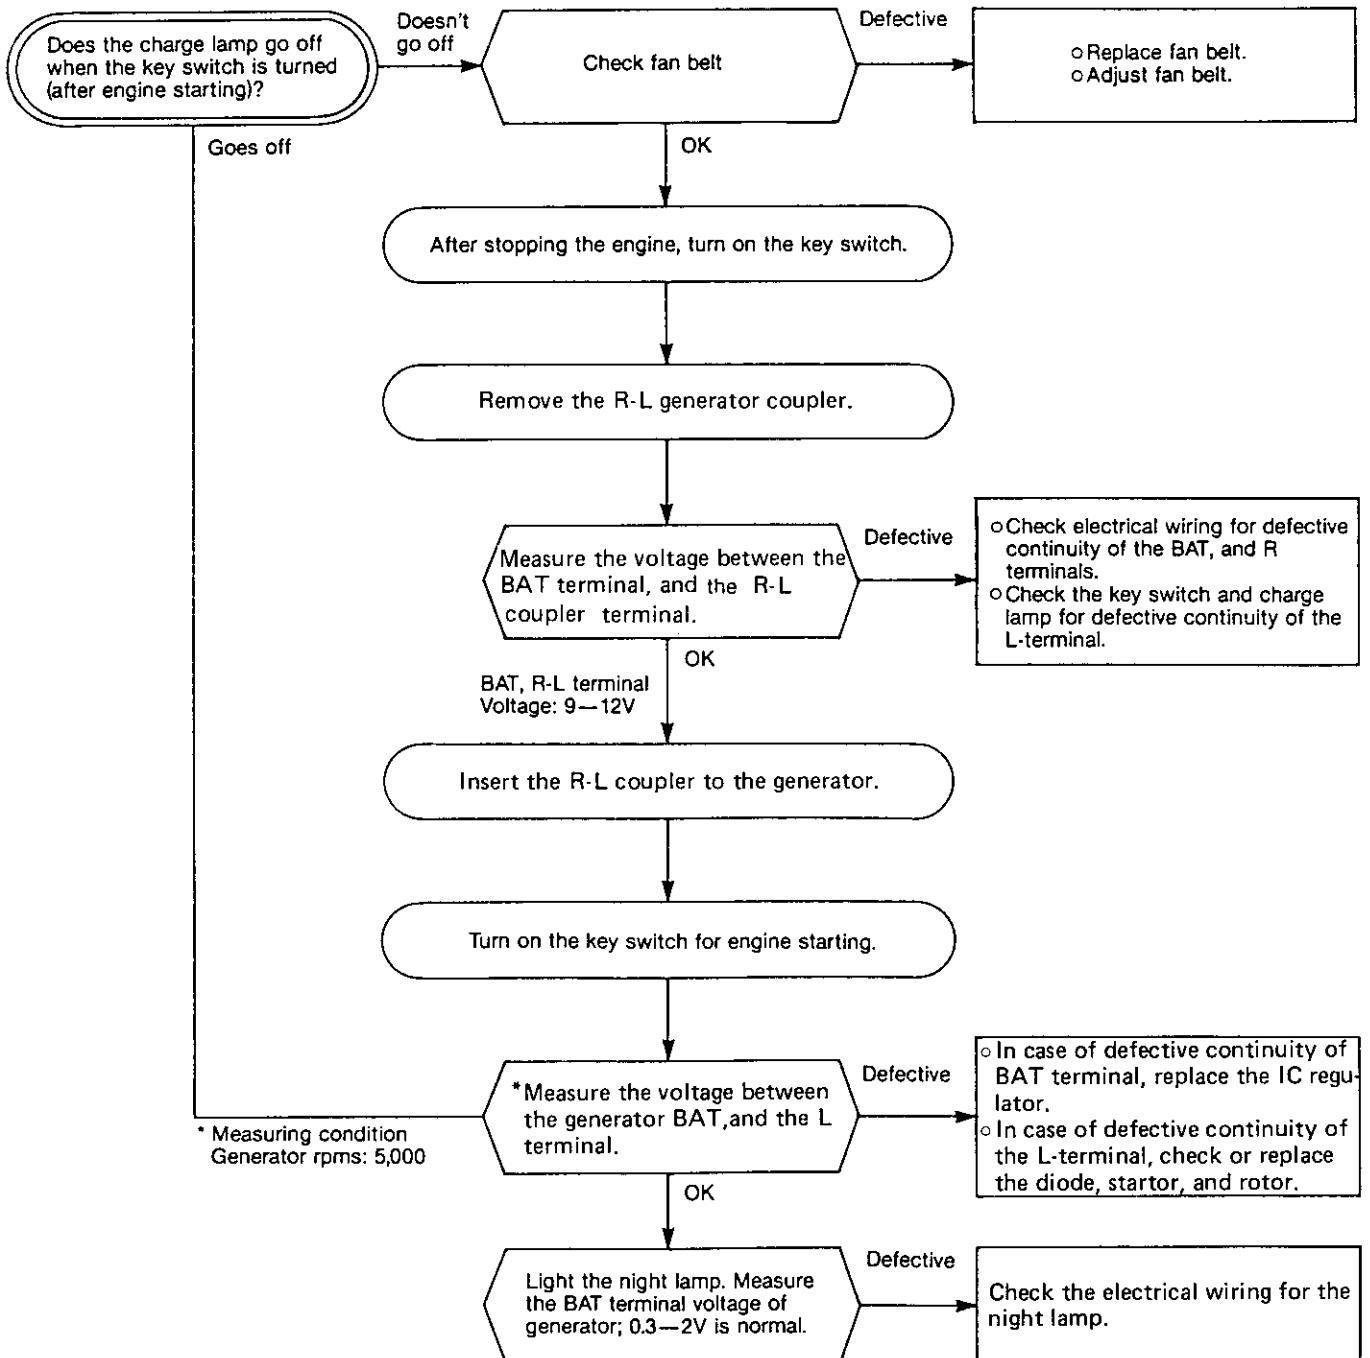 Does the charge lamp go off
when the key switch is turned
(after engine starting)?
Doesn't
go off
Check fan belt
Defective
○Replace fan belt.
○Adjust fan belt.
Goes off
OK
After stopping the engine, turn on the key switch.
Remove the R-L generator coupler.
Measure the voltage between the
BAT terminal, and the R-L
coupler terminal.
Defective
○Check electrical wiring for defective
continuity of the BAT, and R
terminals.
○Check the key switch and charge
lamp for defective continuity of the
L-terminal.
OK
BAT, R-L terminal
Voltage: 9—12V
Insert the R-L coupler to the generator.
Turn on the key switch for engine starting.
*Measure the voltage between
the generator BAT,and the L
terminal.
Defective
○ In case of defective continuity of
BAT terminal, replace the IC regu-
lator.
○ In case of defective continuity of
the L-terminal, check or replace
the diode, startor, and rotor.
* Measuring condition
Generator rpms: 5,000
OK
Light the night lamp. Measure
the BAT terminal voltage of
generator; 0.3—2V is normal.
Defective
Check the electrical wiring for the
night lamp.